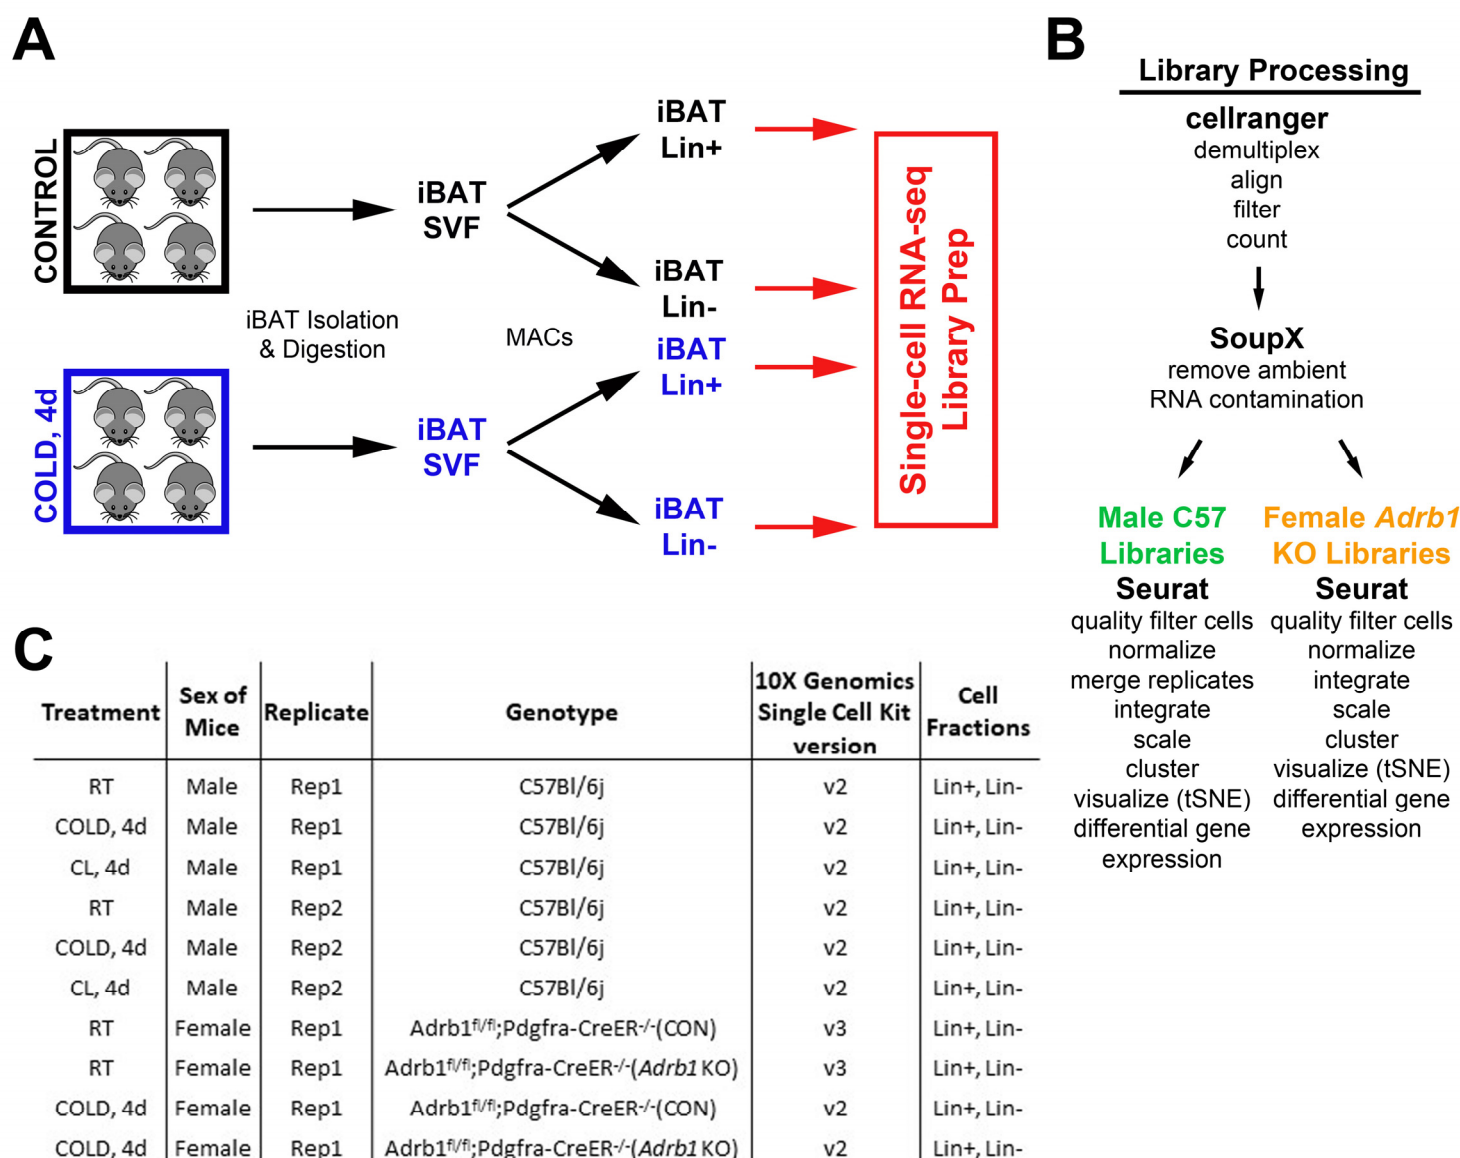 A
CONTROL
COLD, 4d
iBAT Isolation
& Digestion
iBAT
SVF
iBAT
SVF
MACs
iBAT
Lin+
iBAT
Lin-
iBAT
Lin+
iBAT
Lin-
Single-cell RNA-seq
Library Prep
B
Library Processing
cellranger
demultiplex
align
filter
count
SoupX
remove ambient
RNA contamination
Male C57
Libraries
Seurat
quality filter cells
normalize
merge replicates
integrate
scale
cluster
visualize (tSNE)
differential gene
expression
Female Adrb1
KO Libraries
Seurat
quality filter cells
normalize
integrate
scale
cluster
visualize (tSNE)
differential gene
expression
C
Treatment Sex of Mice Replicate Genotype 10X Genomics Single Cell Kit version Cell Fractions
RT Male Rep1 C57Bl/6j v2 Lin+, Lin-
COLD, 4d Male Rep1 C57Bl/6j v2 Lin+, Lin-
CL, 4d Male Rep1 C57Bl/6j v2 Lin+, Lin-
RT Male Rep2 C57Bl/6j v2 Lin+, Lin-
COLD, 4d Male Rep2 C57Bl/6j v2 Lin+, Lin-
CL, 4d Male Rep2 C57Bl/6j v2 Lin+, Lin-
RT Female Rep1 Adrb1fl/fl;Pdgfra-CreER-/-(CON) v3 Lin+, Lin-
RT Female Rep1 Adrb1fl/fl;Pdgfra-CreER-/-(Adrb1 KO) v3 Lin+, Lin-
COLD, 4d Female Rep1 Adrb1fl/fl;Pdgfra-CreER-/-(CON) v2 Lin+, Lin-
COLD, 4d Female Rep1 Adrb1fl/fl;Pdgfra-CreER-/-(Adrb1 KO) v2 Lin+, Lin-